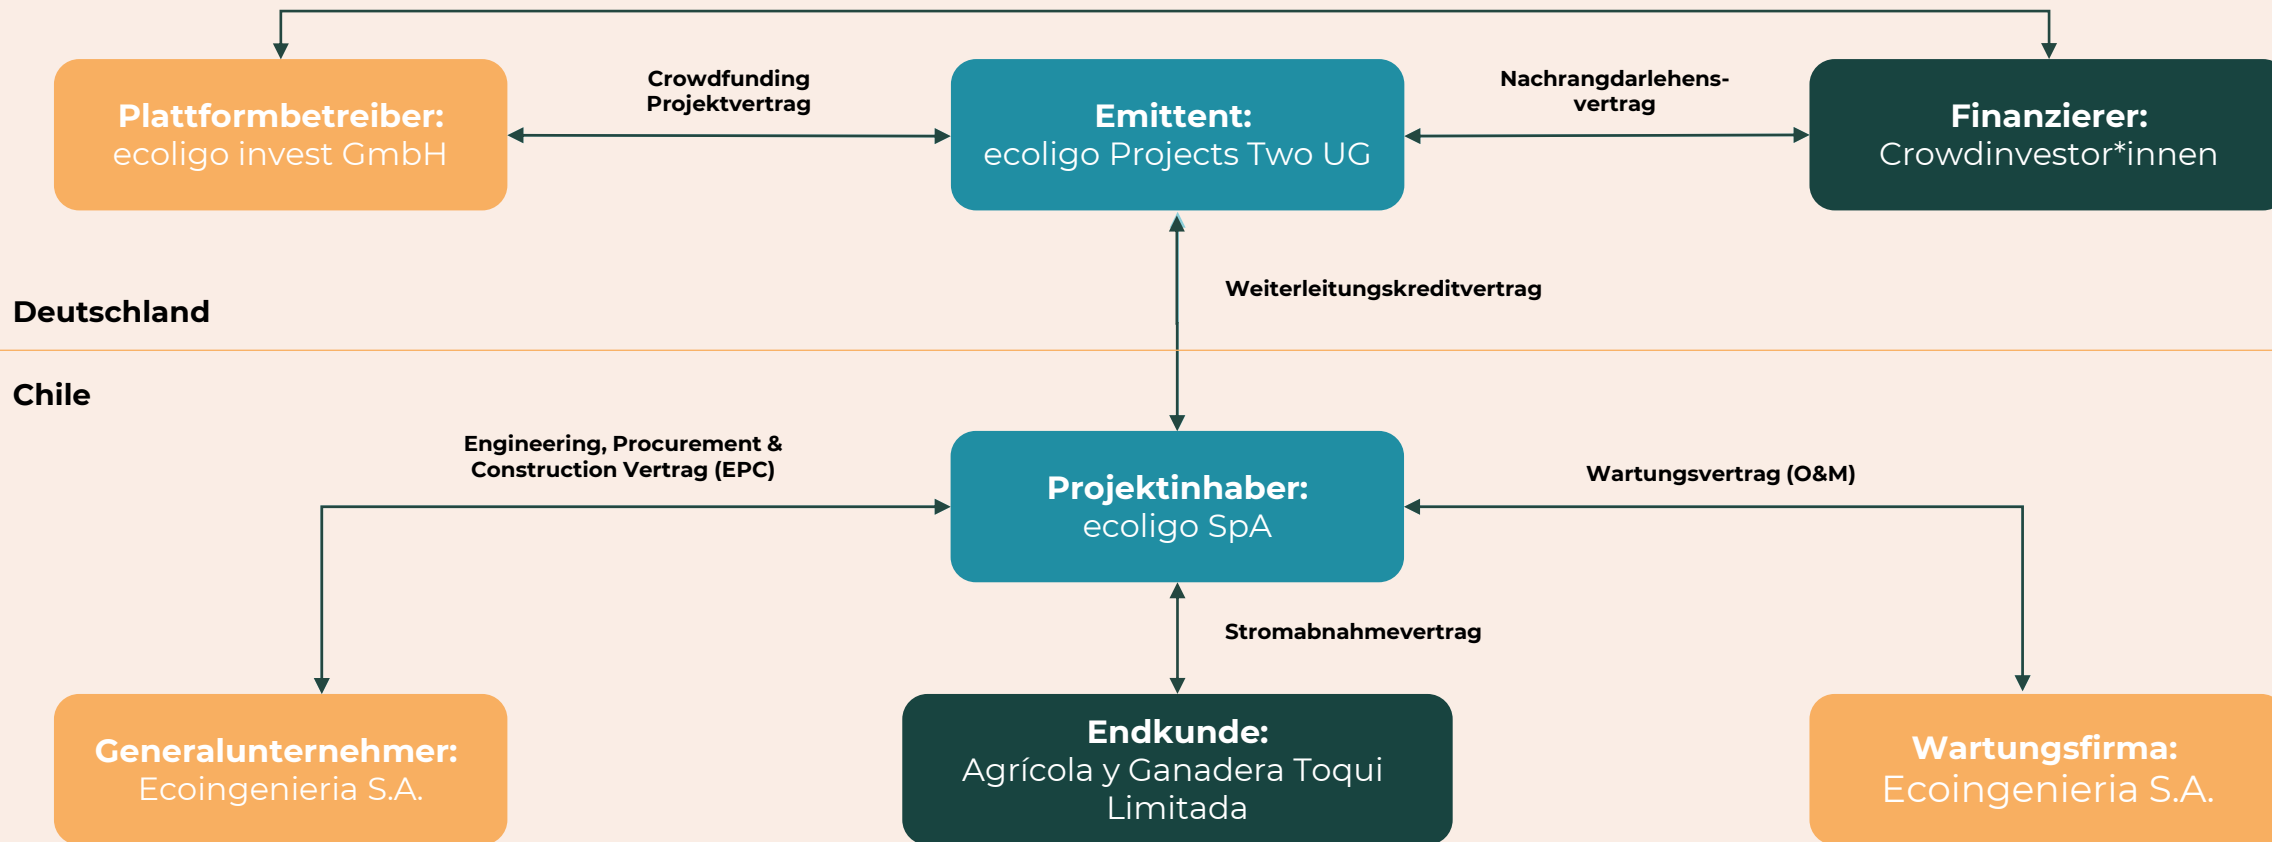 Crowdfunding
Projektvertrag
Nachrangdarlehens-
vertrag
Plattformbetreiber:
ecoligo invest GmbH
Emittent:
ecoligo Projects Two UG
Finanzierer:
Crowdinvestor*innen
Weiterleitungskreditvertrag
Deutschland
Chile
Engineering, Procurement &
Construction Vertrag (EPC)
Projektinhaber:
ecoligo SpA
Wartungsvertrag (O&M)
Stromabnahmevertrag
Generalunternehmer:
Ecoingenieria S.A.
Endkunde:
Agrícola y Ganadera Toqui
Limitada
Wartungsfirma:
Ecoingenieria S.A.